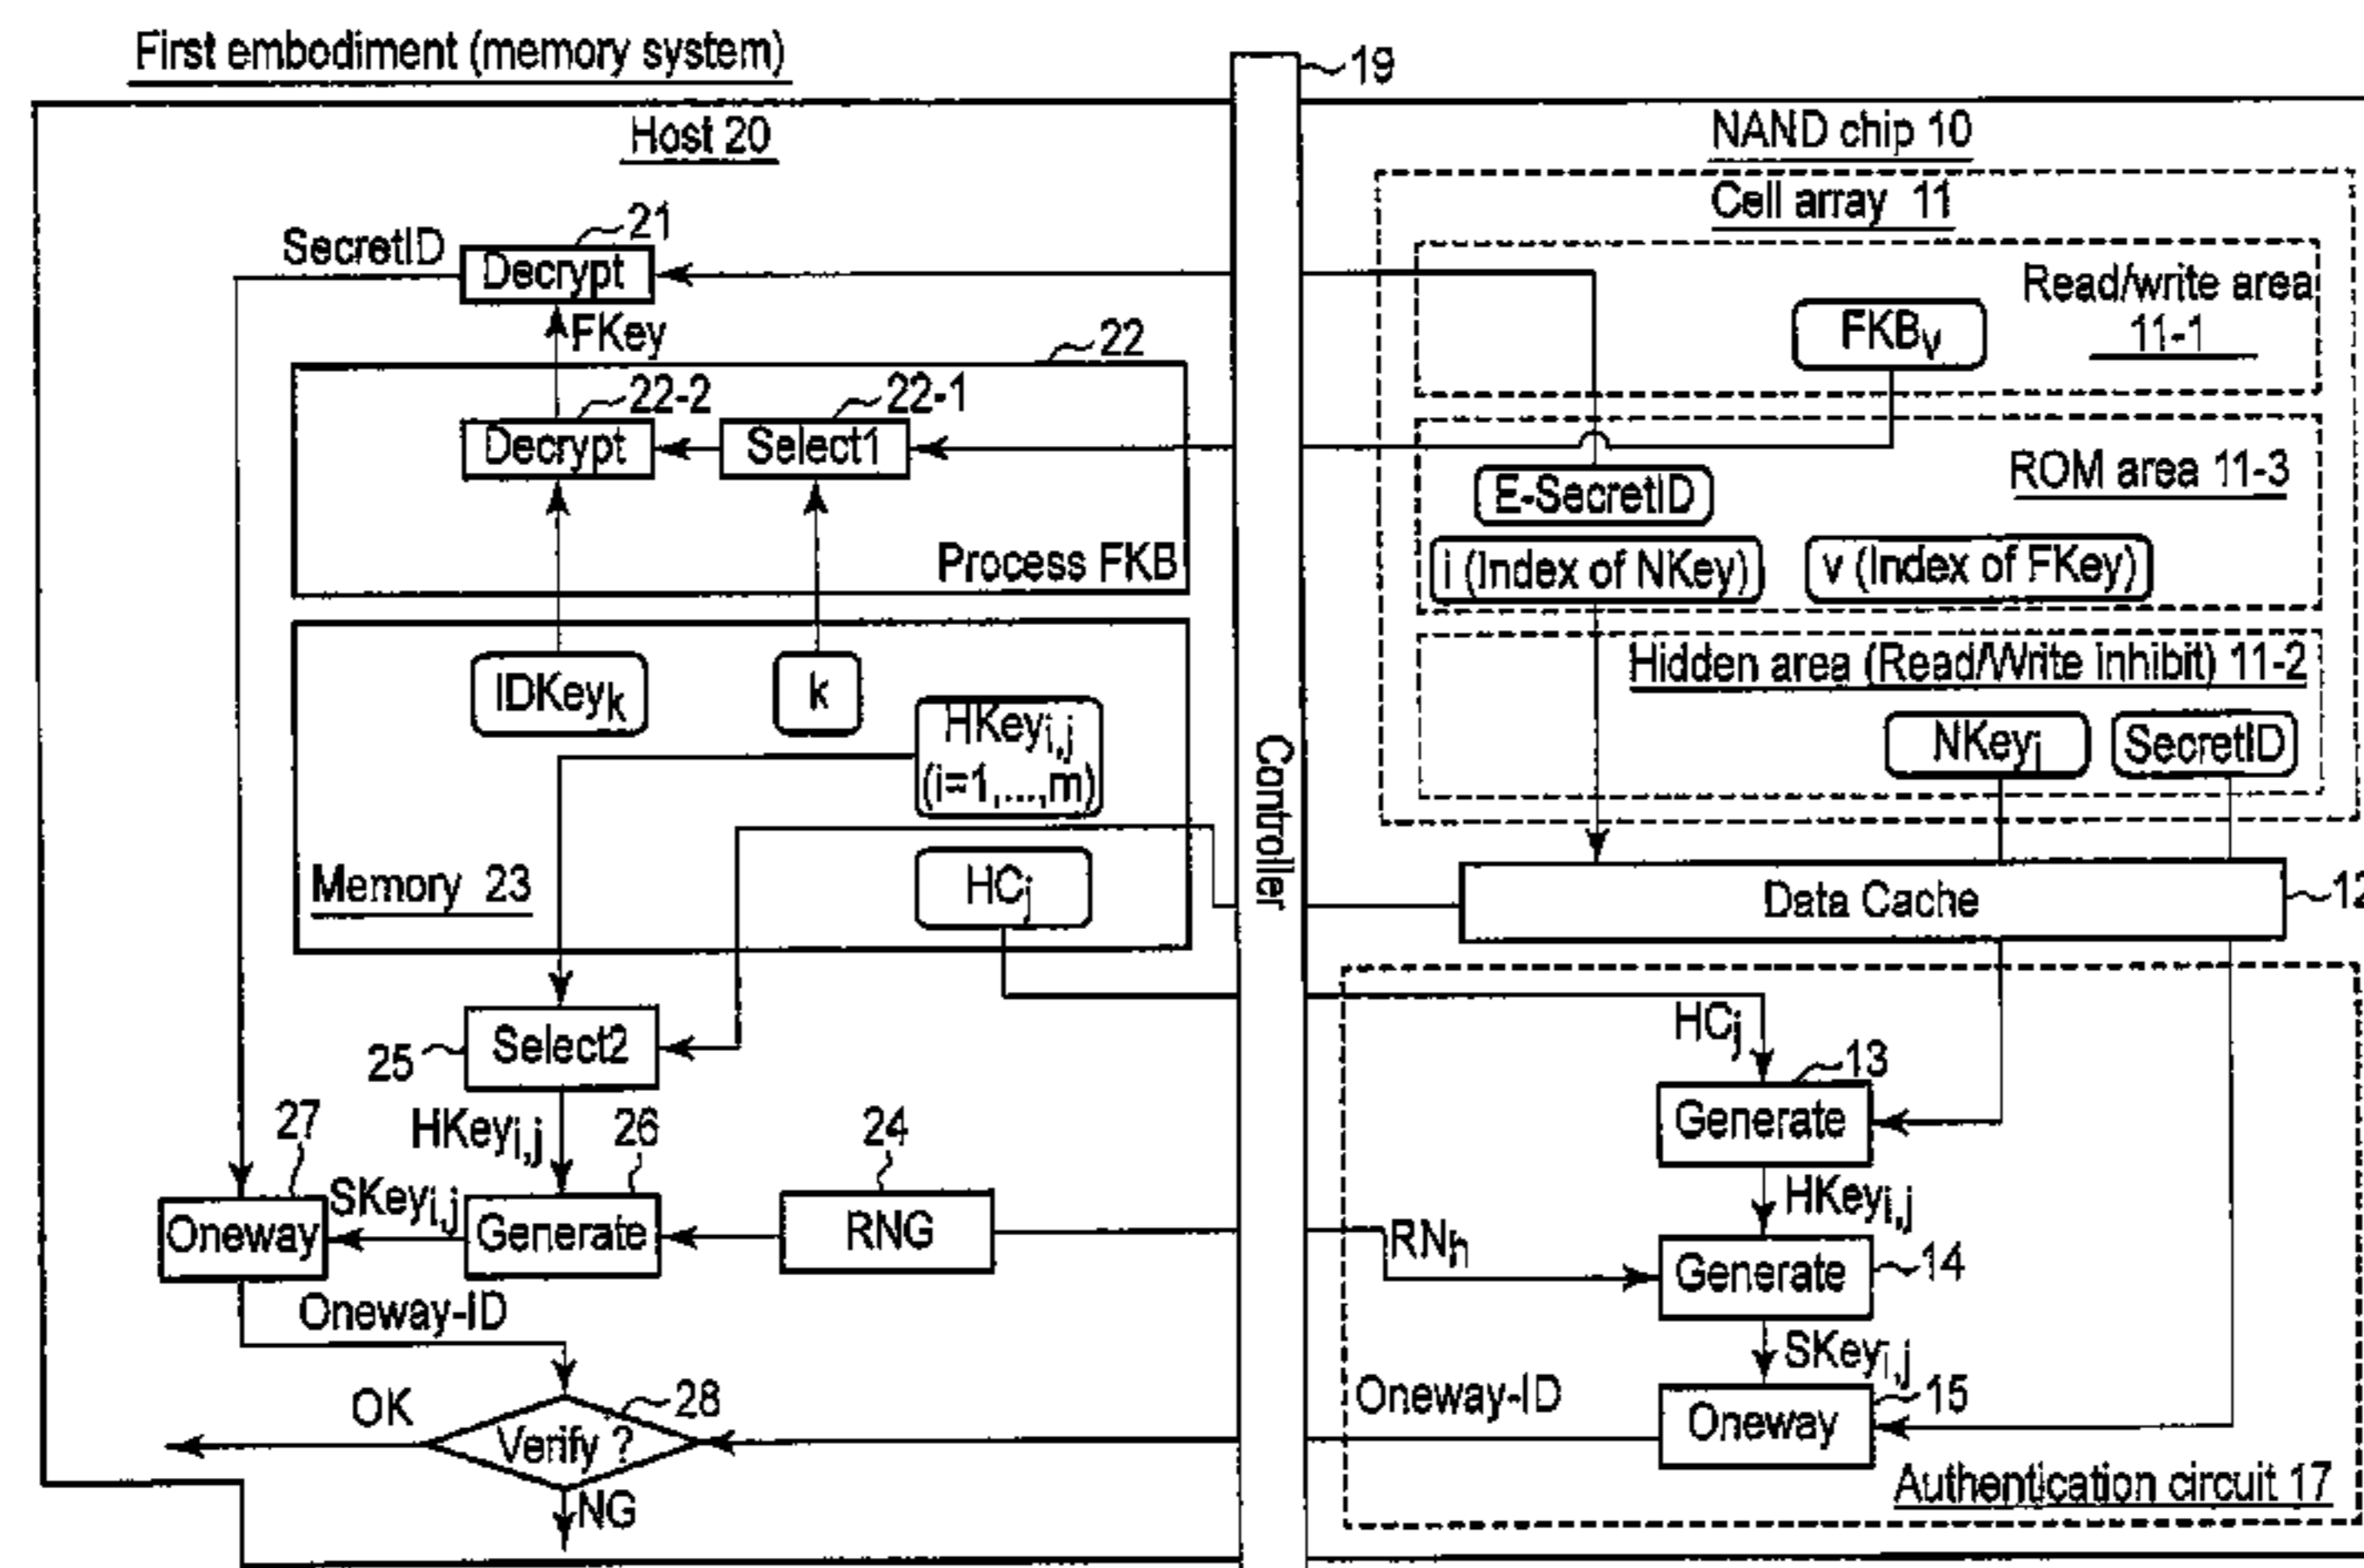 First embodiment (memory system)
19
Host 20
NAND chip 10
Cell array 11
Read/write area
11-1
FKBv
SecretID
21
Decrypt
FKey
22
22-2
22-1
Decrypt
Select1
Process FKB
ROM area 11-3
E-SecretID
i (Index of NKey)
v (Index of FKey)
Hidden area (Read/Write inhibit) 11-2
NKeyi
SecretID
IDKeyk
k
HKeyi,j
(i=1,...,m)
HCj
Memory 23
Controller
Data Cache
12
25
Select2
HKeyi,j
HCj
13
Generate
HKeyi,j
27
26
24
Oneway
SKeyi,j
Generate
RNG
RNh
Generate
14
SKeyi,j
Oneway-ID
Oneway-ID
15
Oneway
OK
28
Verify ?
NG
Authentication circuit 17